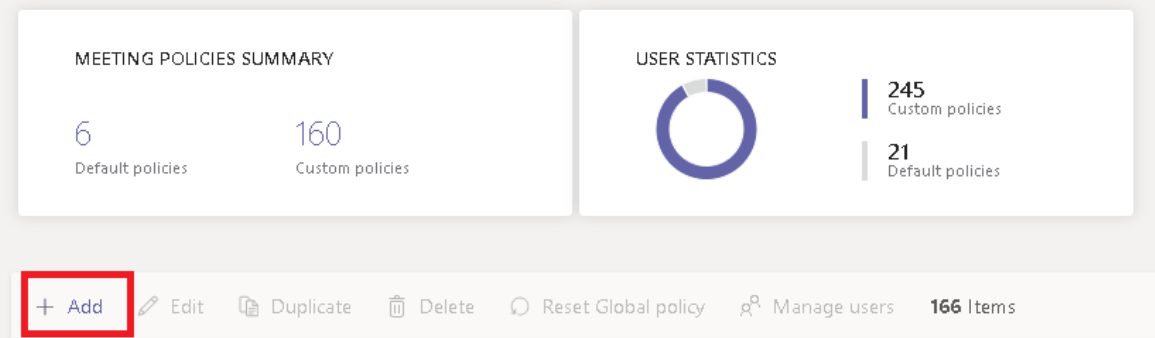 MEETING POLICIES SUMMARY
6
Default policies
160
Custom policies
USER STATISTICS
245
Custom policies
21
Default policies
+ Add Edit Duplicate Delete Reset Global policy Manage users 166 Items